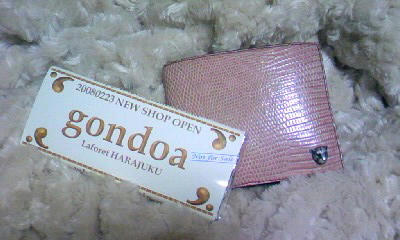 20080223 NEW SHOP OPEN
gondoa
Not for Sale
Laforet HARAJUKU